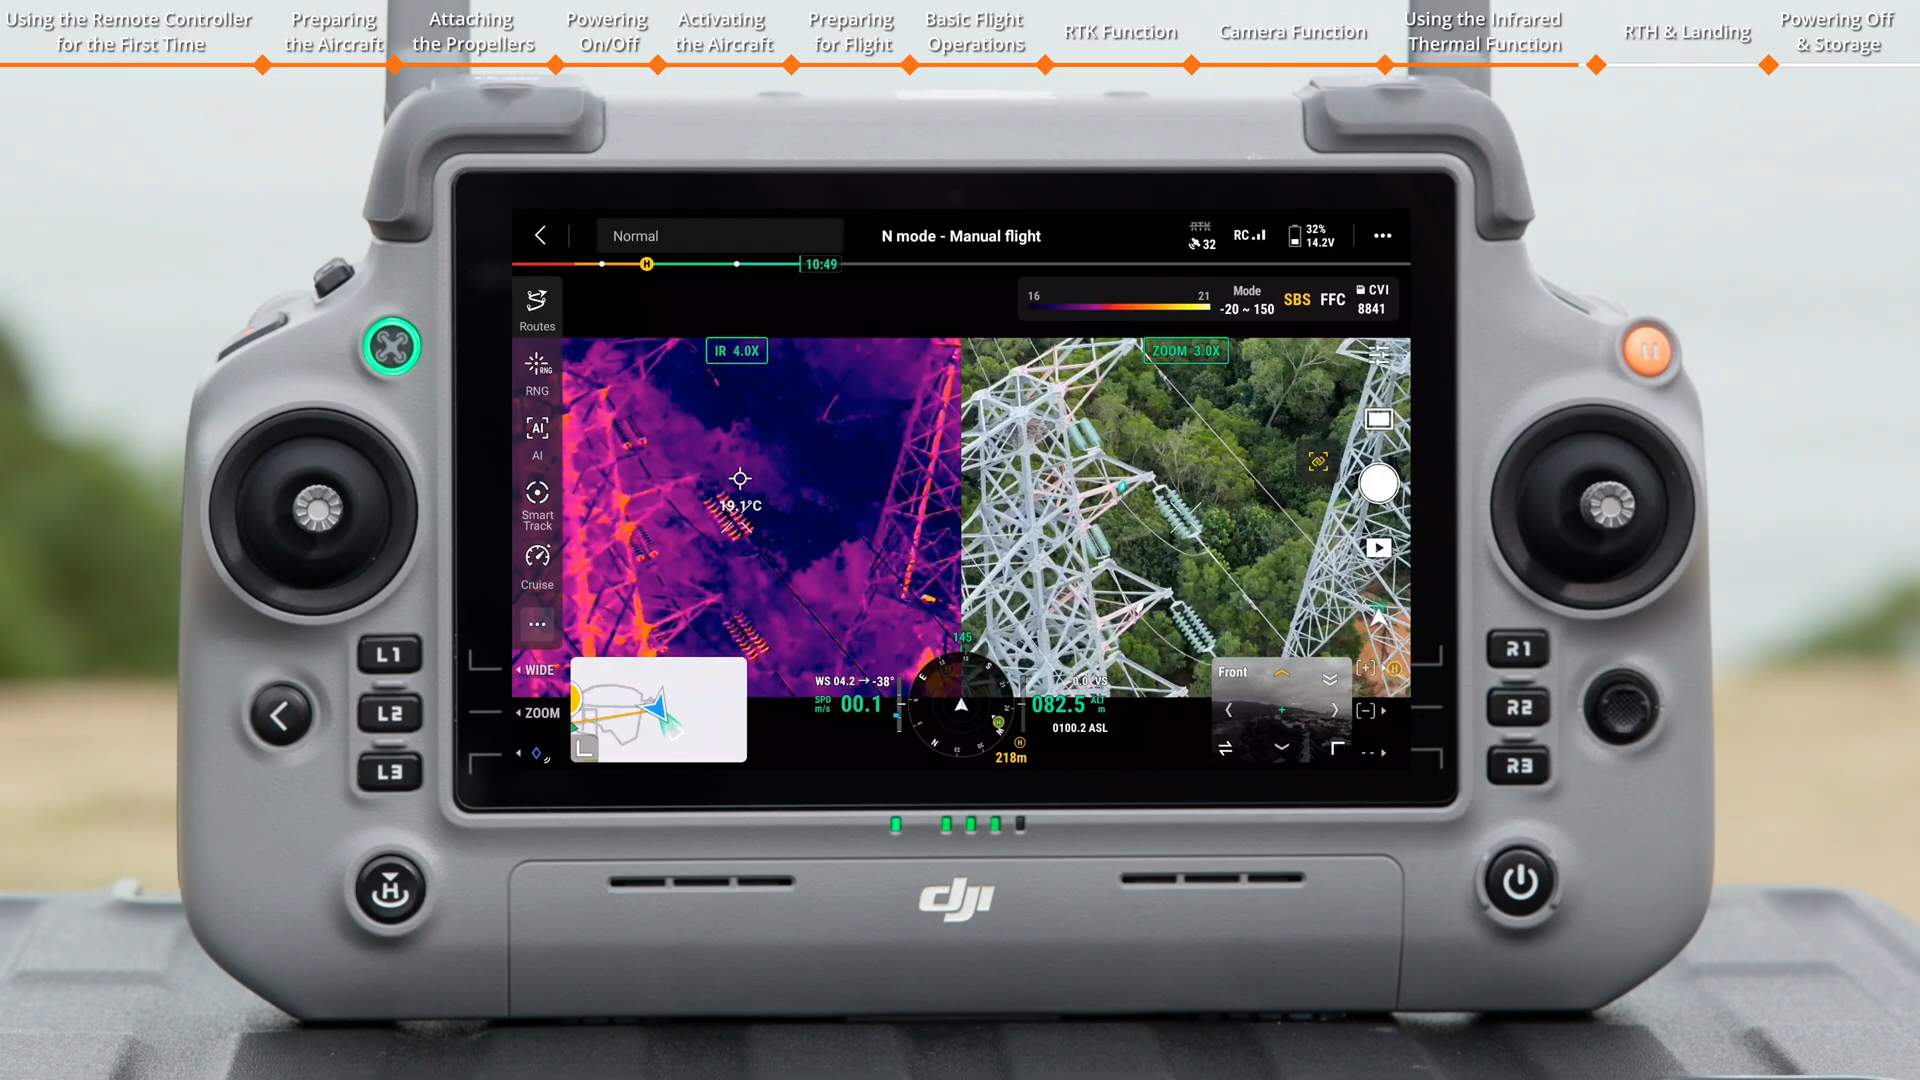 Using the Remote Controller
for the First Time
Preparing
the Aircraft
Attaching
the Propellers
Powering
On/Off
Activating
the Aircraft
Preparing
for Flight
Basic Flight
Operations
RTK Function
Camera Function
Using the Infrared
Thermal Function
RTH & Landing
Powering Off
& Storage
Normal
N mode - Manual flight
RTK
32
RC
32%
14.2V
10:49
Routes
16
21
Mode
-20 ~ 150
SBS
FFC
CVI
8841
IR 4.0X
ZOOM 3.0X
RNG
RNG
AI
AI
Smart
Track
Cruise
19.1°C
145
WIDE
ZOOM
WS 04.2 → -38°
SPD
m/s
00.1
-0.0 VS
082.5
ALT
m
0100.2 ASL
218m
E
S
W
N
12
15
33
H
Front
L1
L2
L3
R1
R2
R3
H
dji